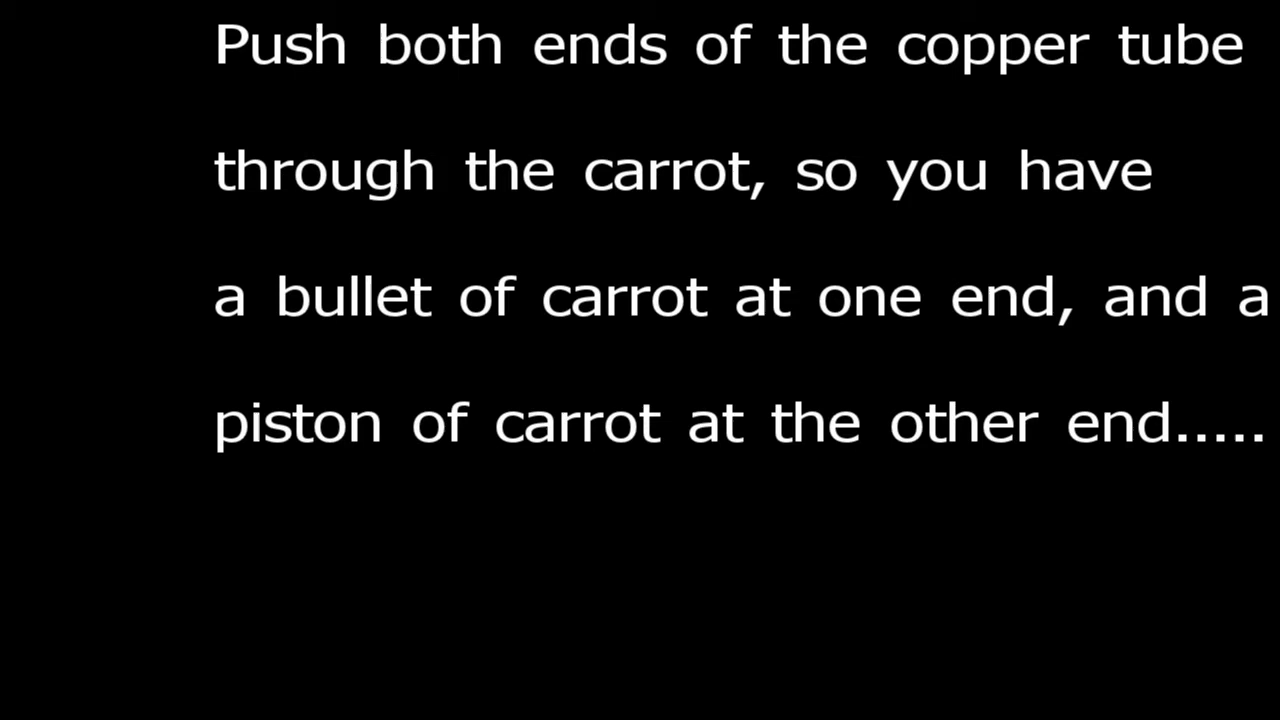 Push both ends of the copper tube
through the carrot, so you have
a bullet of carrot at one end, and a
piston of carrot at the other end.....